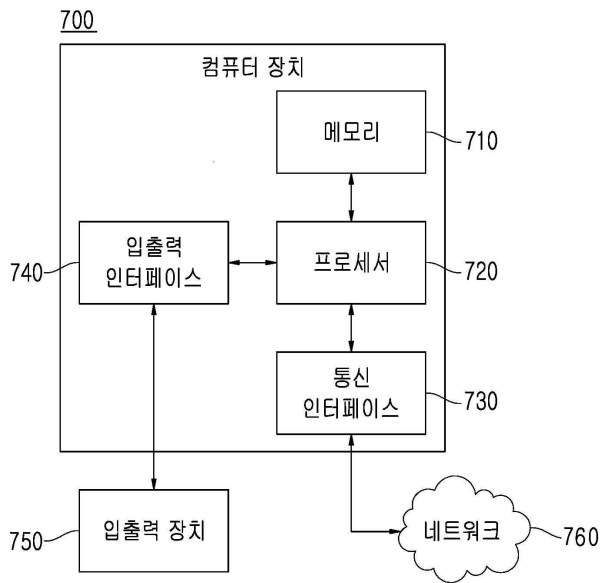 700
컴퓨터 장치
메모리
710
입출력
인터페이스
740
프로세서
720
통신
인터페이스
730
입출력 장치
750
네트워크
760